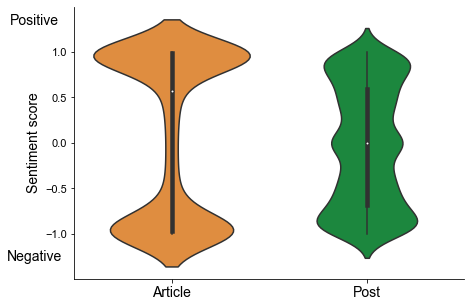 Positive
1.0
0.5
0.0
−0.5
−1.0
Negative
Sentiment score
Article
Post